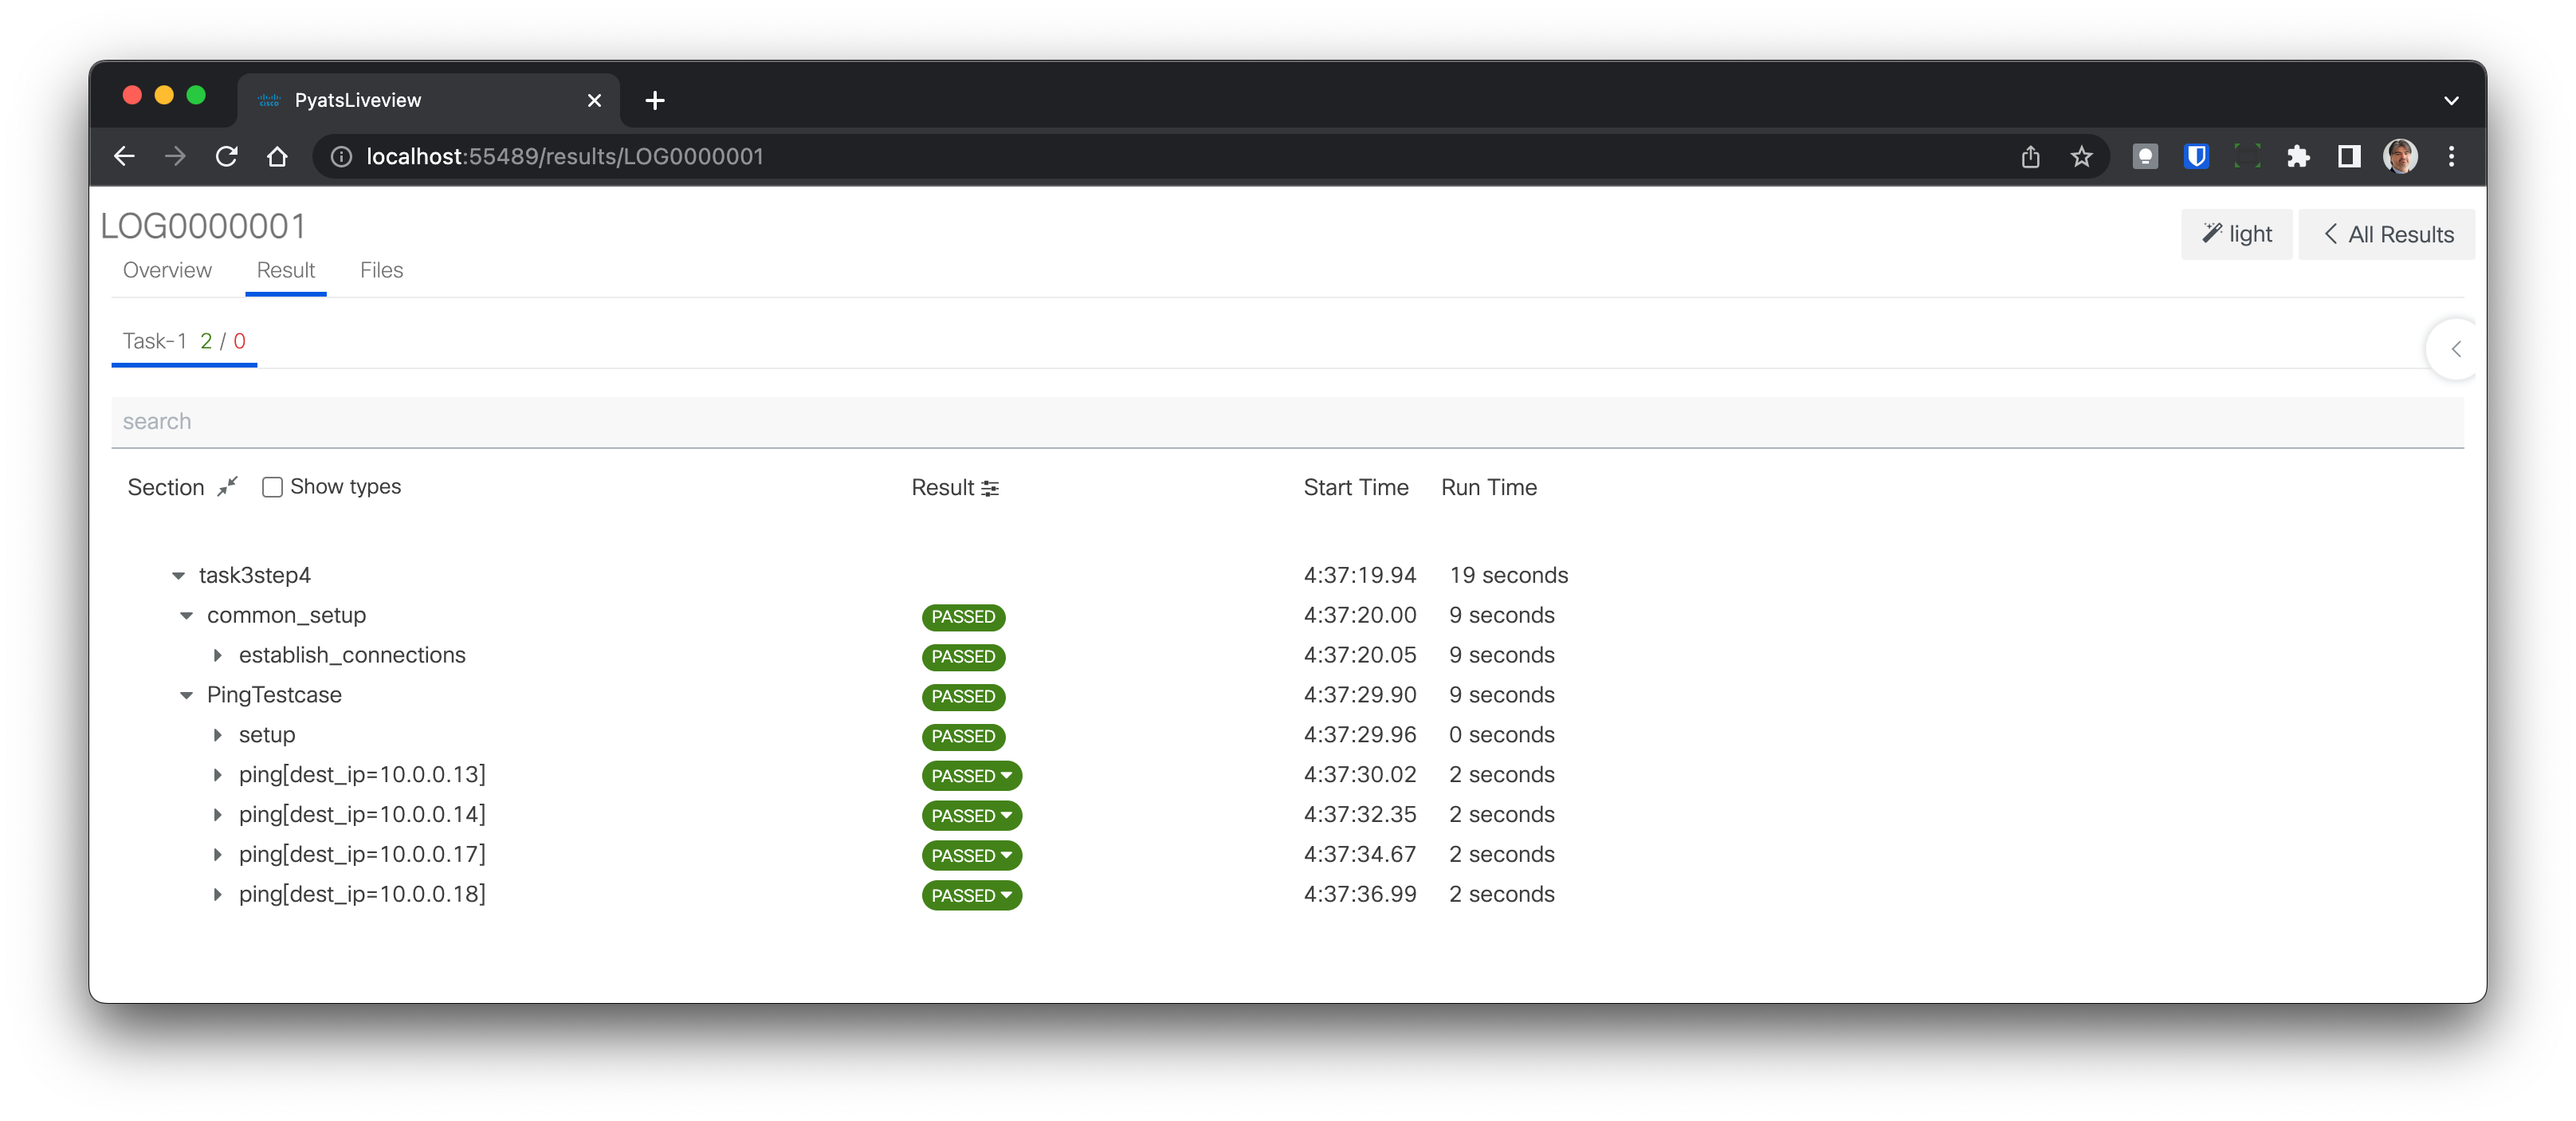 CISCO PyatsLiveview
localhost:55489/results/LOG0000001
LOG0000001
light All Results
Overview Result Files
Task-1 2 / 0
search
Section Show types Result Start Time Run Time
task3step4 4:37:19.94 19 seconds
common_setup PASSED 4:37:20.00 9 seconds
establish_connections PASSED 4:37:20.05 9 seconds
PingTestcase PASSED 4:37:29.90 9 seconds
setup PASSED 4:37:29.96 0 seconds
ping[dest_ip=10.0.0.13] PASSED 4:37:30.02 2 seconds
ping[dest_ip=10.0.0.14] PASSED 4:37:32.35 2 seconds
ping[dest_ip=10.0.0.17] PASSED 4:37:34.67 2 seconds
ping[dest_ip=10.0.0.18] PASSED 4:37:36.99 2 seconds